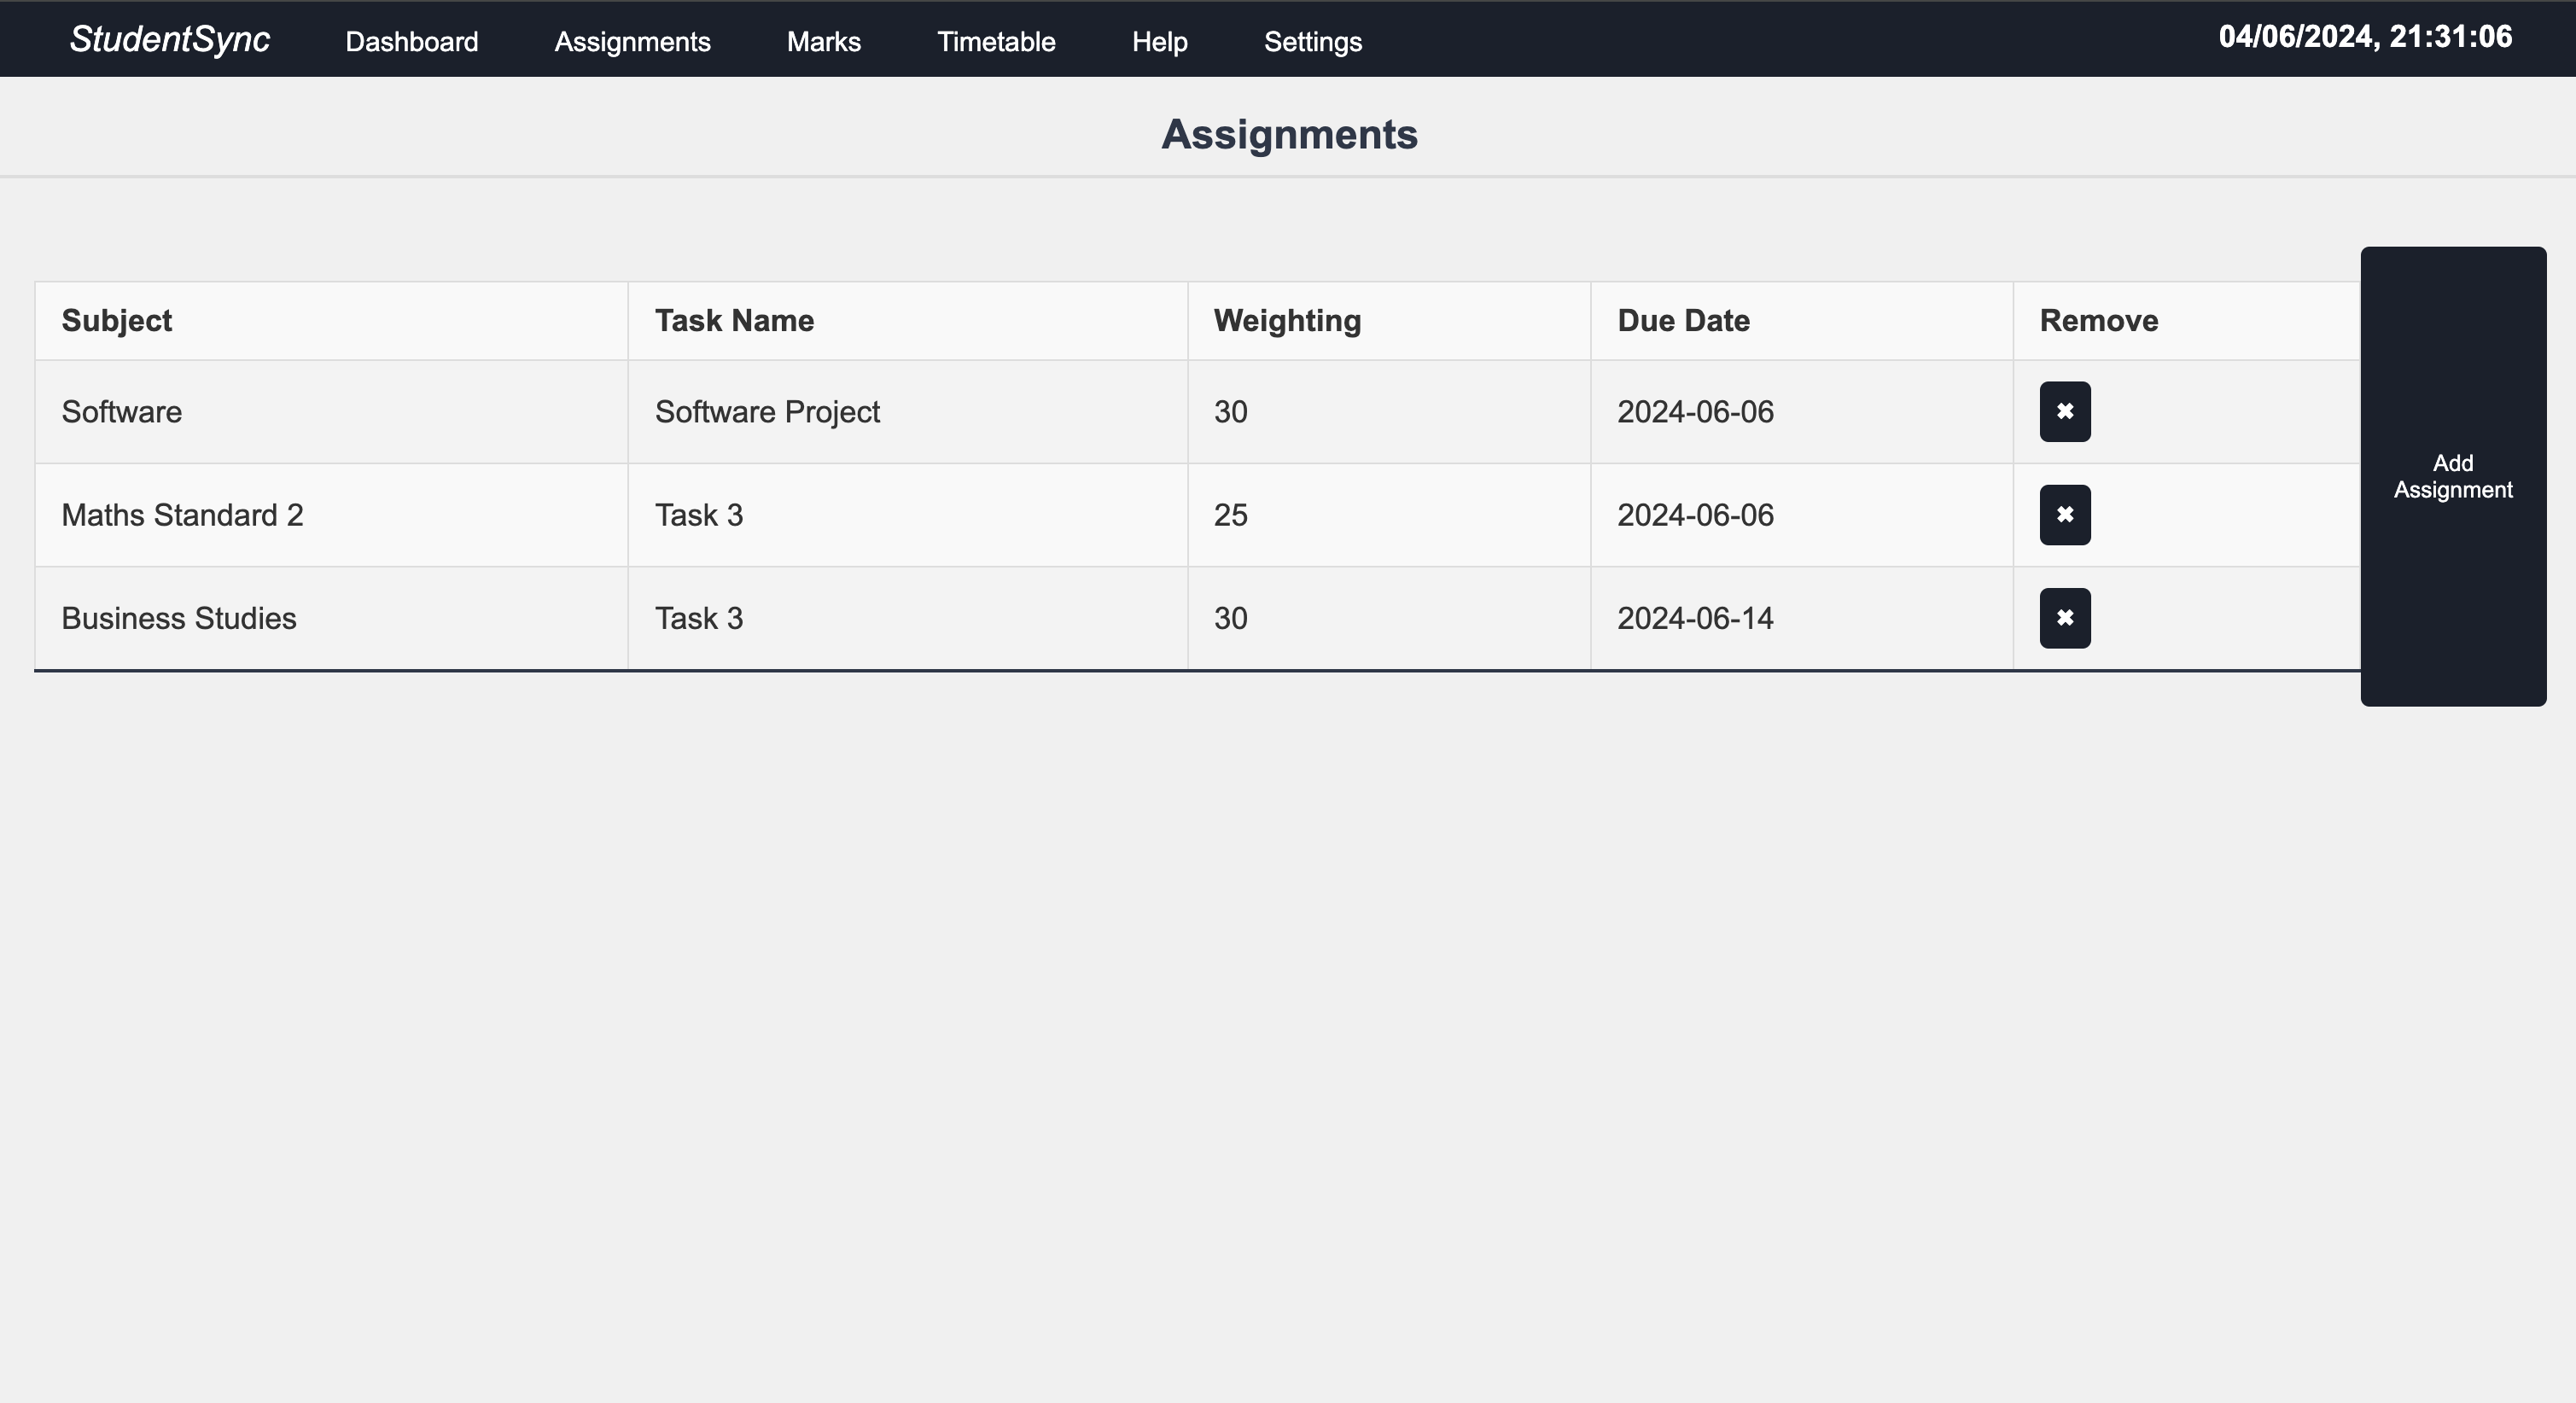 StudentSync Dashboard Assignments Marks Timetable Help Settings 04/06/2024, 21:31:06
Assignments
Subject Task Name Weighting Due Date Remove
Software Software Project 30 2024-06-06 ✖
Maths Standard 2 Task 3 25 2024-06-06 ✖
Business Studies Task 3 30 2024-06-14 ✖
Add
Assignment